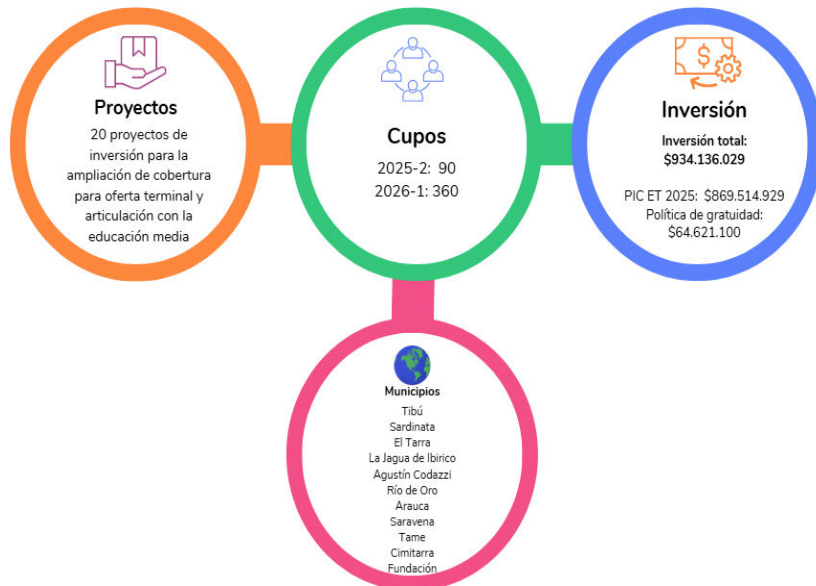 Proyectos
20 proyectos de
inversión para la
ampliación de cobertura
para oferta terminal y
articulación con la
educación media
Cupos
2025-2: 90
2026-1: 360
Inversión
Inversión total:
$934.136.029
PIC ET 2025: $869.514.929
Política de gratuidad:
$64.621.100
Municipios
Tibú
Sardinata
El Tarra
La Jagua de Ibirico
Agustín Codazzi
Río de Oro
Arauca
Saravena
Tame
Cimitarra
Fundación